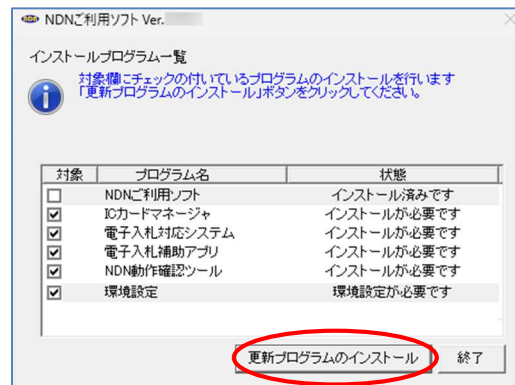 NDN NDNご利用ソフト Ver.
インストールプログラム一覧
対象欄にチェックの付いているプログラムのインストールを行います
「更新プログラムのインストール」ボタンをクリックしてください。
対象 プログラム名 状態
NDNご利用ソフト インストール済みです
ICカードマネージャ インストールが必要です
電子入札対応システム インストールが必要です
電子入札補助アプリ インストールが必要です
NDN動作確認ツール インストールが必要です
環境設定 環境設定が必要です
更新プログラムのインストール 終了